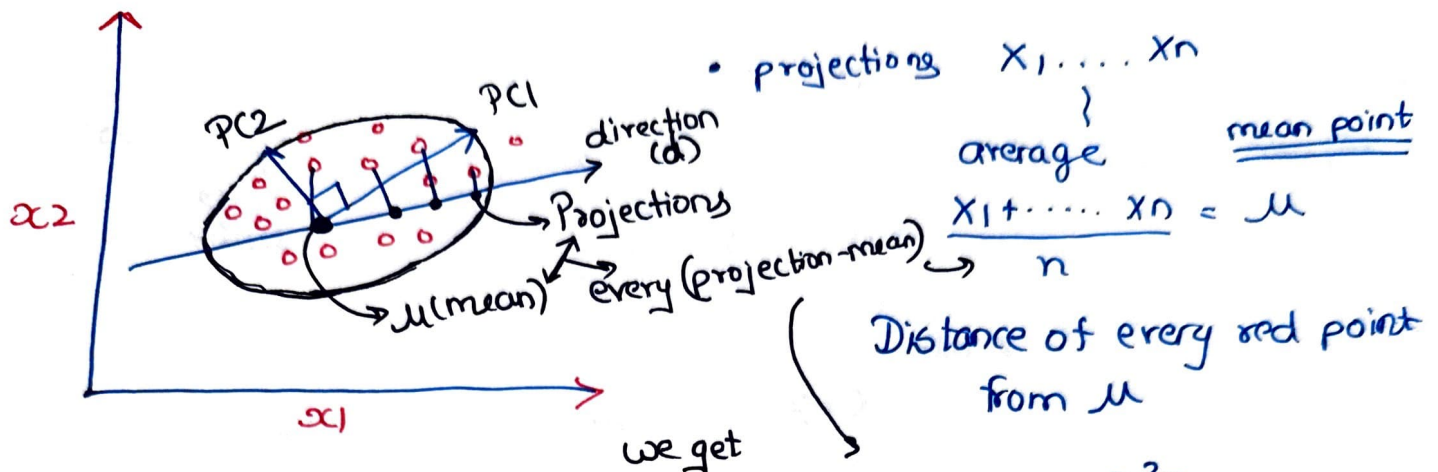 • projections X1 .... Xn
average
mean point
X1 + ...... Xn = μ
n
Distance of every red point
from μ
PC2
PC1
direction
(d)
Projections
every (projection-mean)
μ(mean)
x2
x1
we get
2